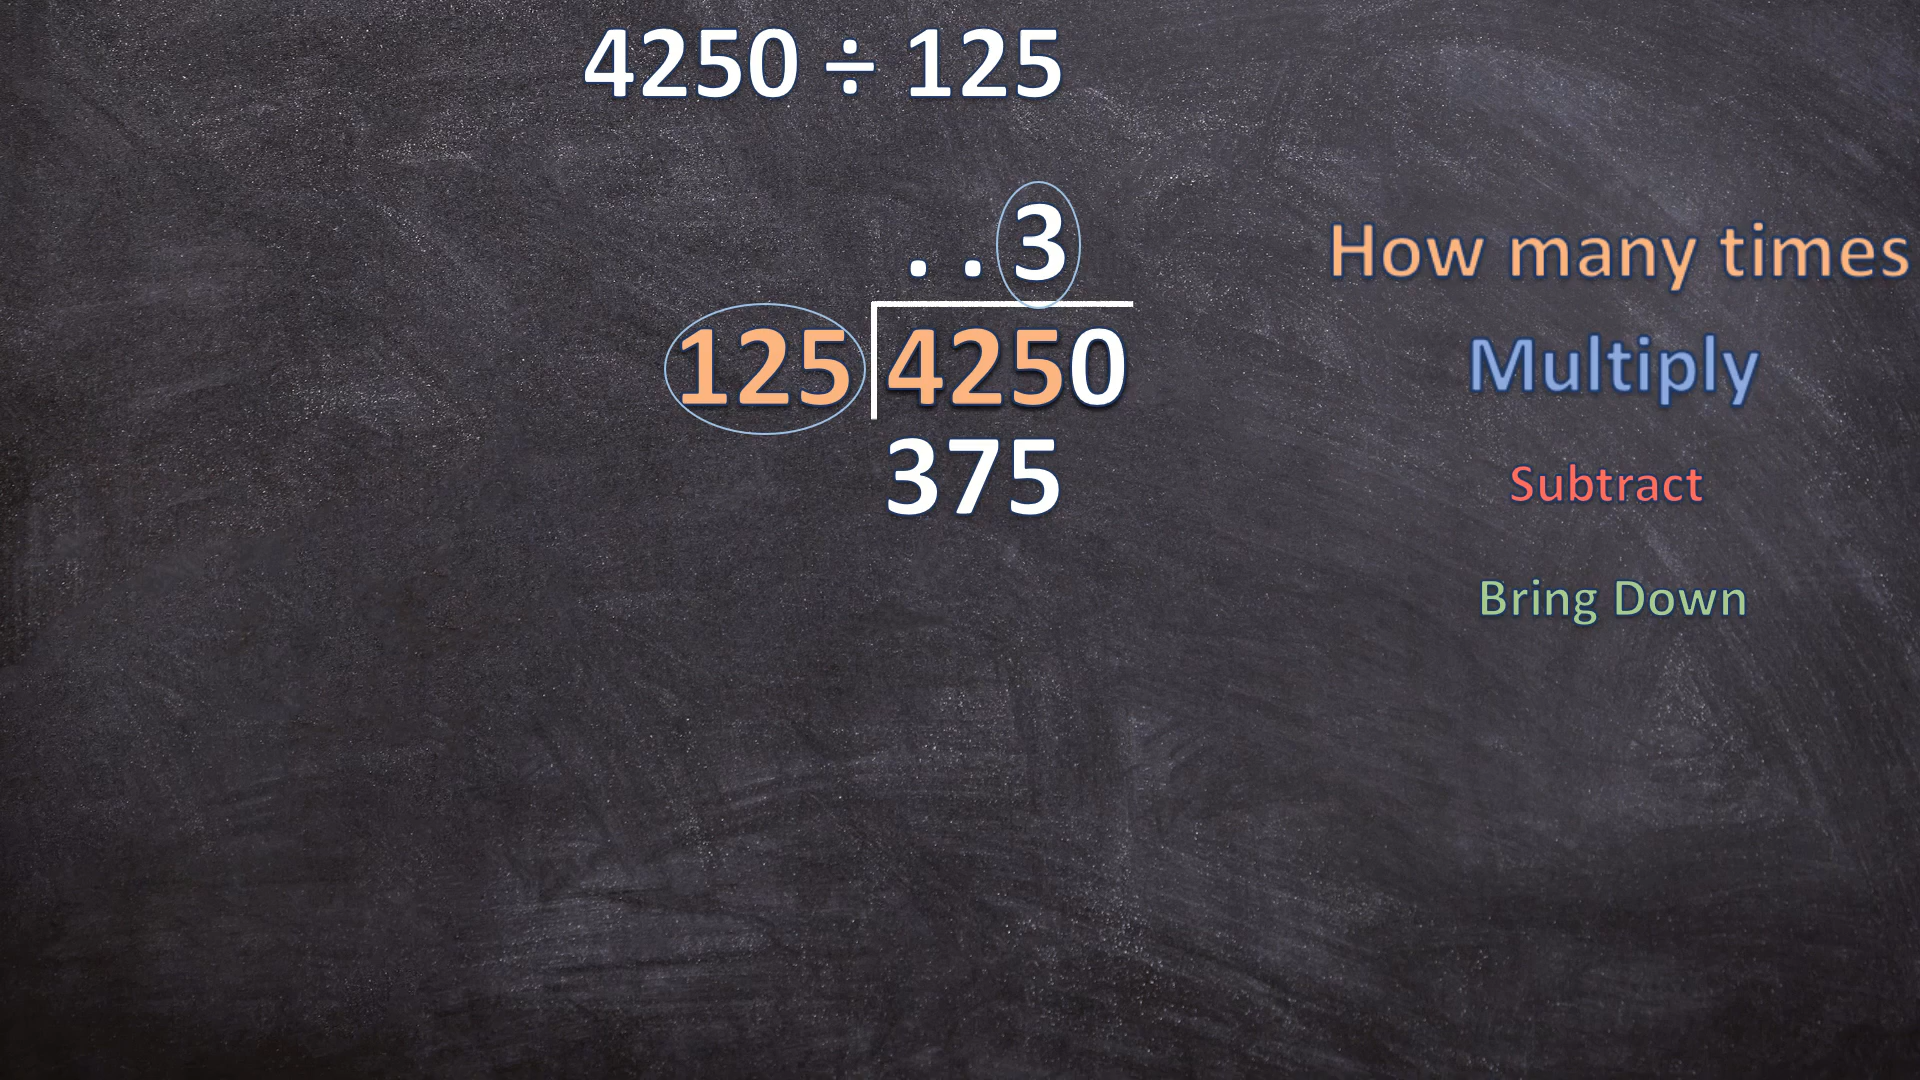 4250 ÷ 125
. . 3
125 4250
375
How many times
Multiply
Subtract
Bring Down